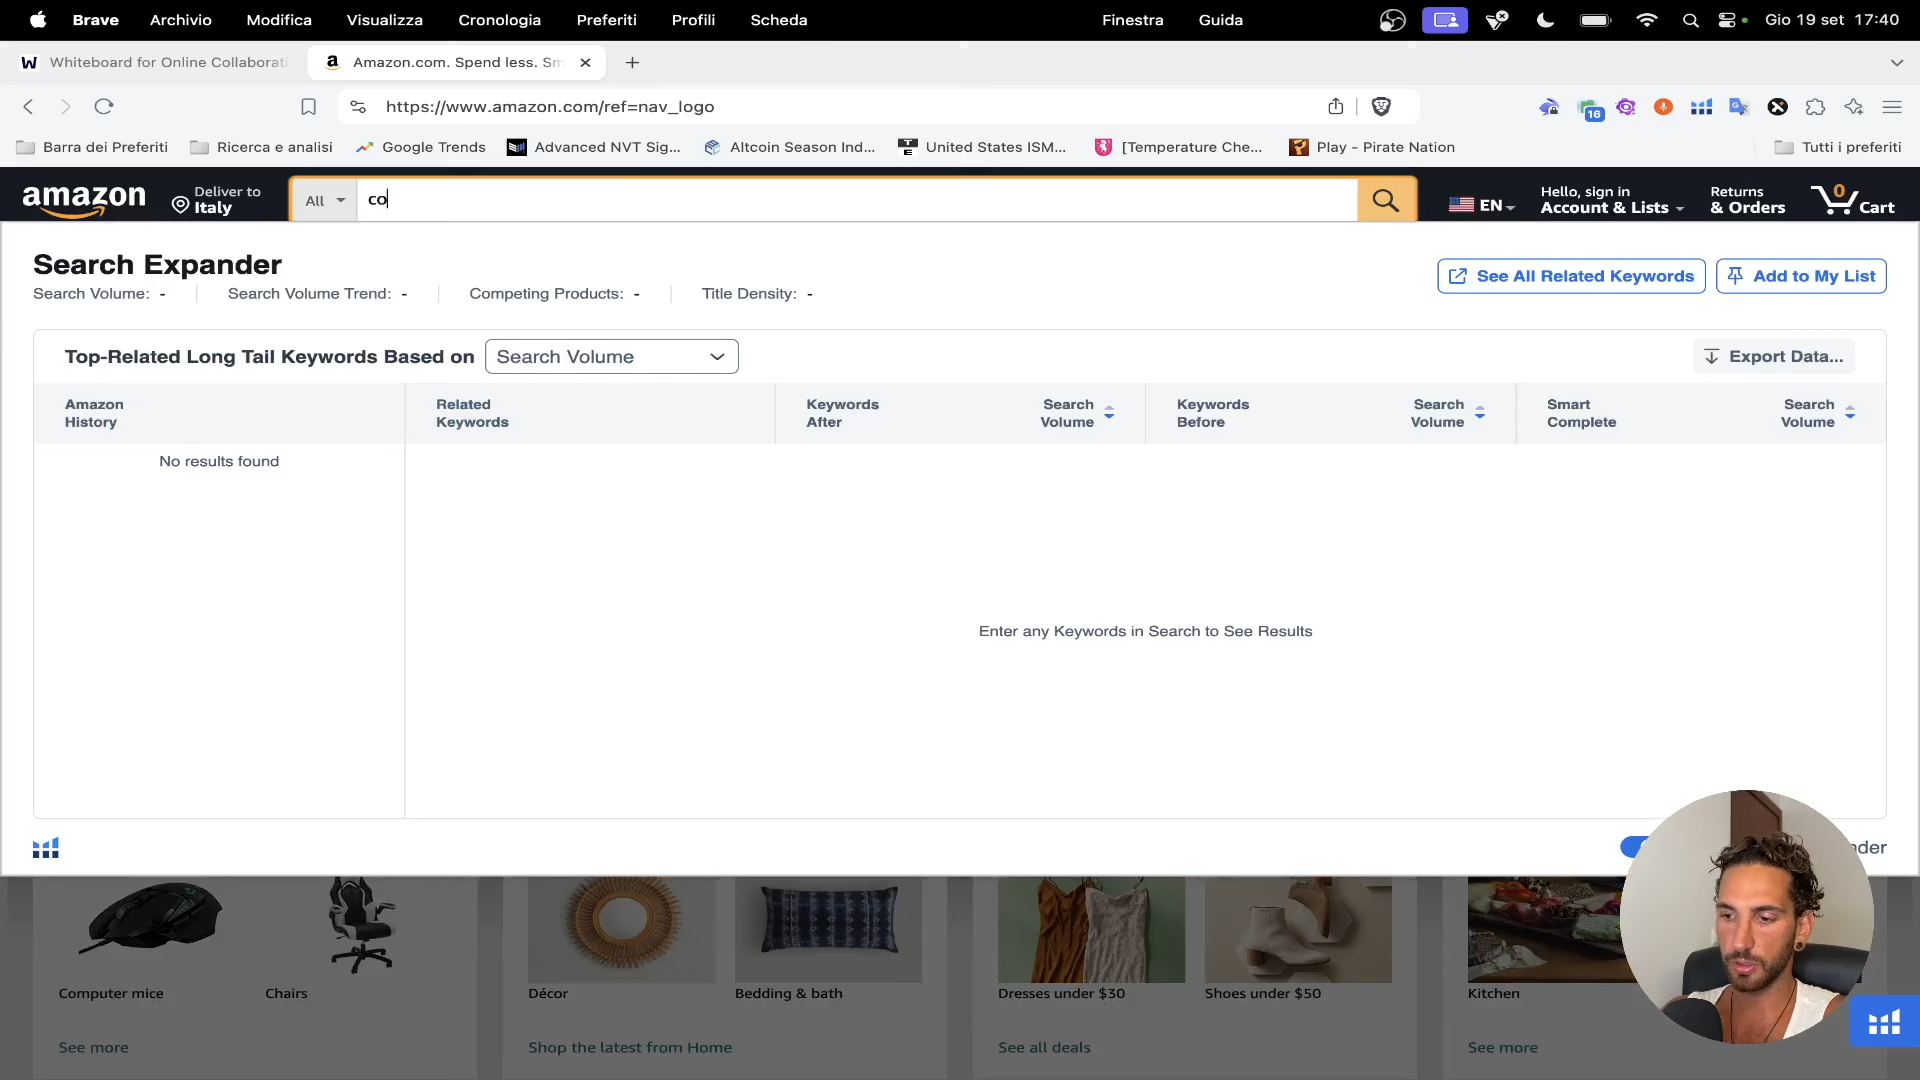 Brave Archivio Modifica Visualizza Cronologia Preferiti Profili Scheda Finestra Guida Gio 19 set 17:40
Whiteboard for Online Collaborati
Amazon.com. Spend less. Sm
https://www.amazon.com/ref=nav_logo
16
Barra dei Preferiti Ricerca e analisi Google Trends Advanced NVT Sig... Altcoin Season Ind... United States ISM... [Temperature Che... Play - Pirate Nation Tutti i preferiti
amazon
Deliver to
Italy
All
co
EN
Hello, sign in
Account & Lists
Returns
& Orders
0
Cart
Search Expander
See All Related Keywords
Add to My List
Search Volume: - Search Volume Trend: - Competing Products: - Title Density: -
Top-Related Long Tail Keywords Based on Search Volume
Export Data...
Amazon
History
Related
Keywords
Keywords
After
Search
Volume
Keywords
Before
Search
Volume
Smart
Complete
Search
Volume
No results found
Enter any Keywords in Search to See Results
nder
Computer mice Chairs Décor Bedding & bath Dresses under $30 Shoes under $50 Kitchen
See more Shop the latest from Home See all deals See more